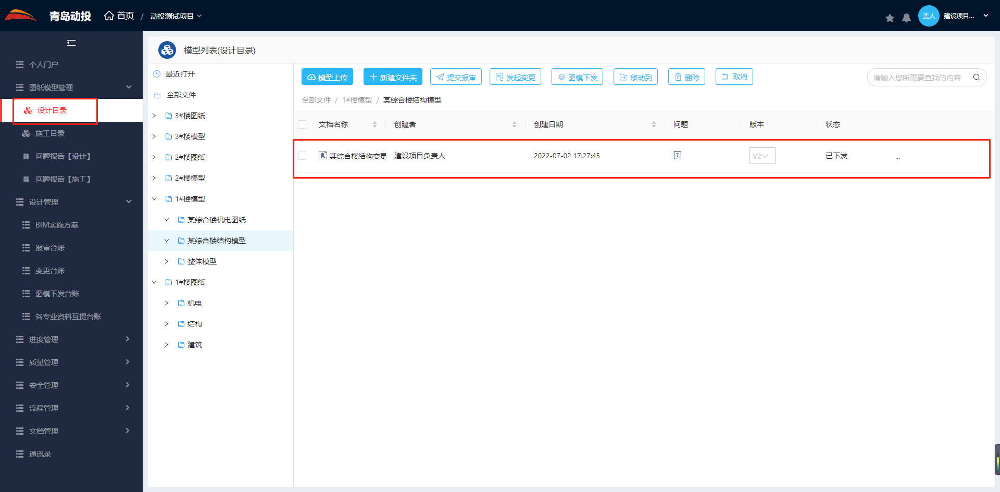 青岛动投
首页 / 动投测试项目
责人 建设项目...
个人门户
图纸模型管理
设计目录
施工目录
问题报告【设计】
问题报告【施工】
设计管理
BIM实施方案
报审台账
变更台账
图模下发台账
各专业资料互提台账
进度管理
质量管理
安全管理
流程管理
文档管理
通讯录
模型列表(设计目录)
最近打开
全部文件
3#楼图纸
3#楼模型
2#楼图纸
2#楼模型
1#楼模型
某综合楼机电图纸
某综合楼结构模型
整体模型
1#楼图纸
机电
结构
建筑
模型上传 新建文件夹 提交报审 发起变更 图模下发 移动到 删除 取消
请输入您所需要查找的内容
全部文件 / 1#楼模型 / 某综合楼结构模型
文档名称 创建者 创建日期 问题 版本 状态
某综合楼结构变更 建设项目负责人 2022-07-02 17:27:45 V2 已下发 ...